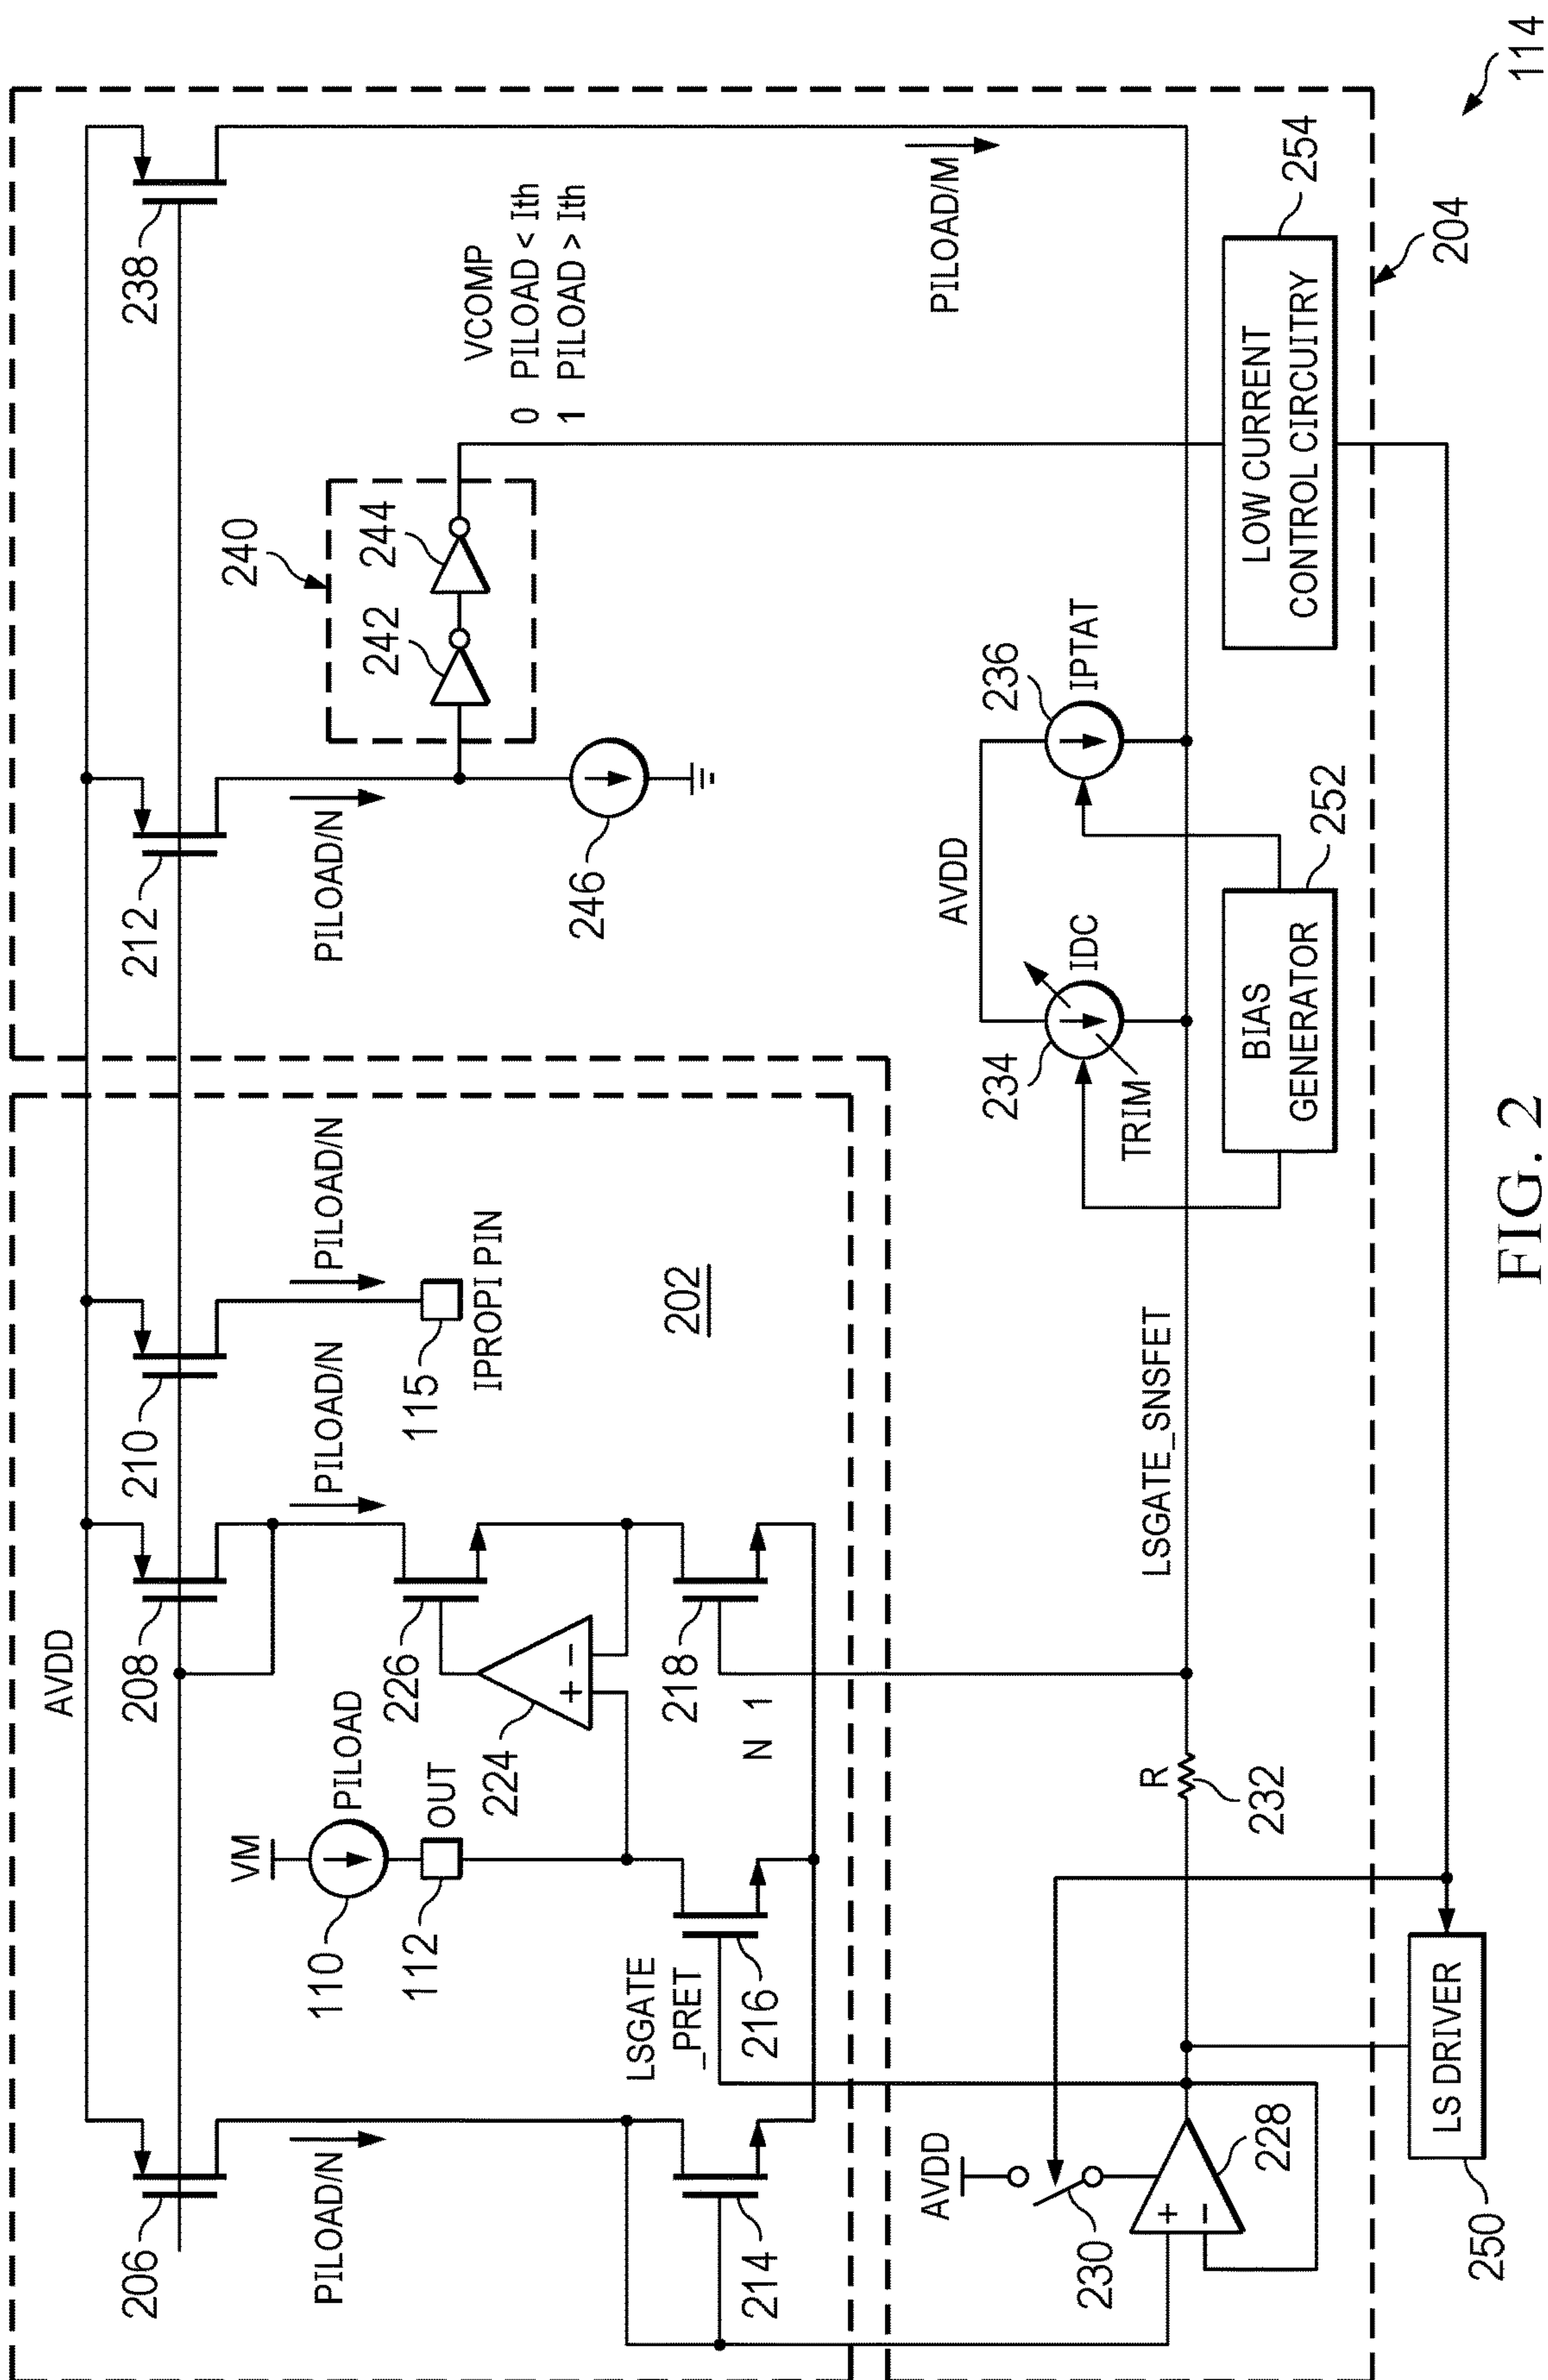 AVDD
206
208
210
212
238
PILOAD/N
PILOAD/N
PILOAD/N
PILOAD/N
VM
110
PILOAD
112
OUT
226
224
+
−
115
IPROPI PIN
240
242
244
246
VCOMP
0 PILOAD < Ith
1 PILOAD > Ith
LSGATE
_PRET
214
216
218
N 1
202
PILOAD/M
AVDD
230
+
−
228
R
232
LSGATE_SNSFET
AVDD
234
IDC
TRIM
236
IPTAT
BIAS
GENERATOR
252
LOW CURRENT
CONTROL CIRCUITRY
254
204
LS DRIVER
250
114
FIG. 2